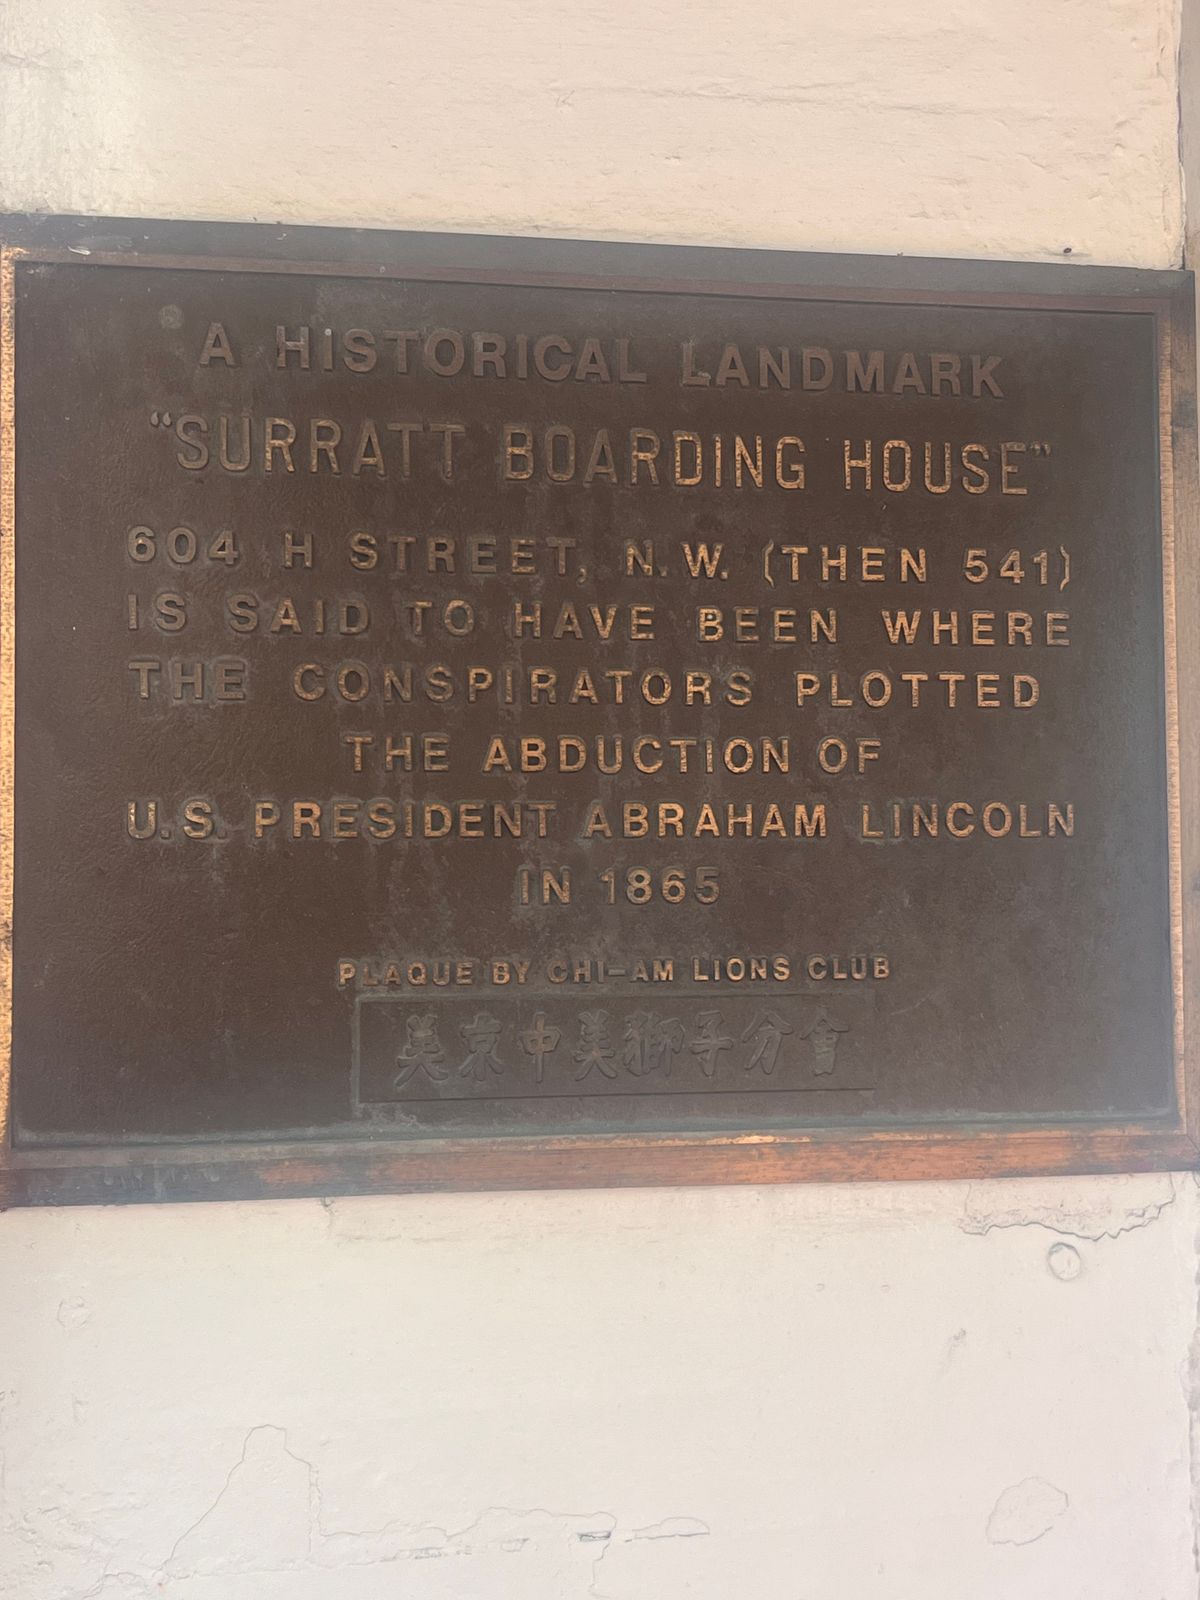 A HISTORICAL LANDMARK
"SURRATT BOARDING HOUSE"
604 H STREET, N.W. (THEN 541)
IS SAID TO HAVE BEEN WHERE
THE CONSPIRATORS PLOTTED
THE ABDUCTION OF
U.S. PRESIDENT ABRAHAM LINCOLN
IN 1865
PLAQUE BY CHI-AM LIONS CLUB
美京中美獅子分會